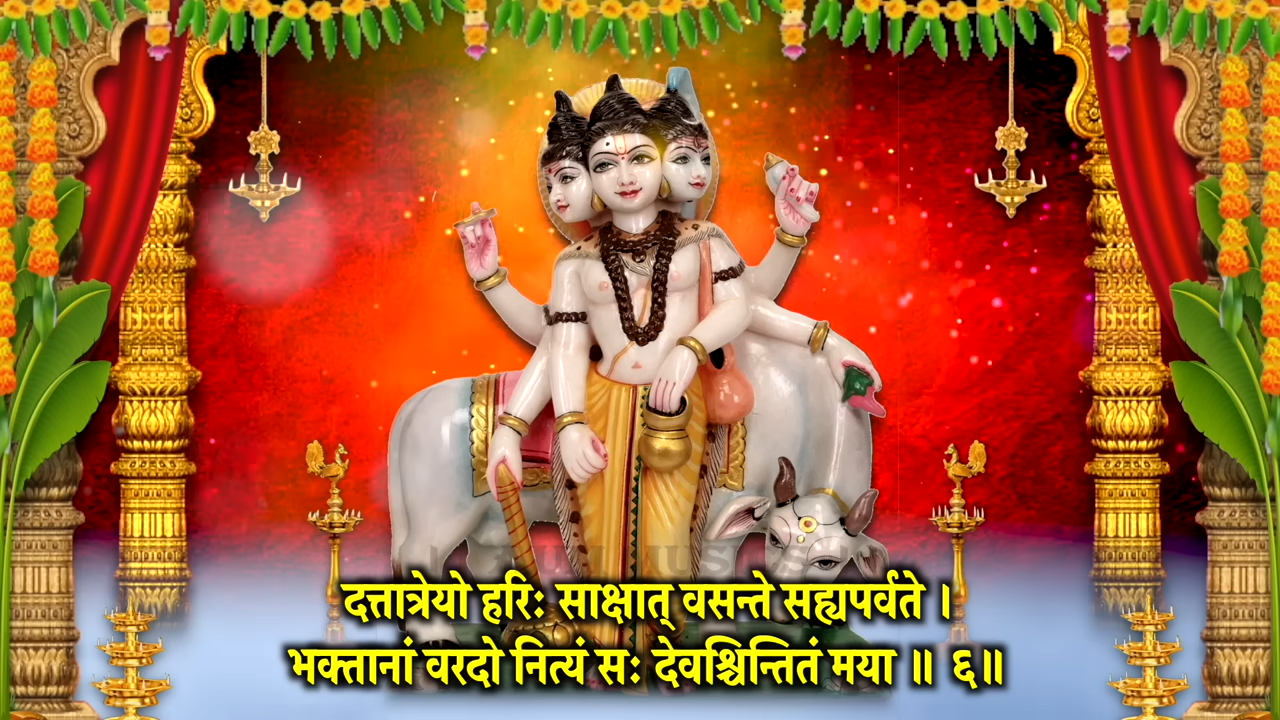 दत्तात्रेयो हरिः साक्षात् वसन्ते सह्यपर्वते ।
भक्तानां वरदो नित्यं सः देवश्चिन्तितं मया ॥ ६॥